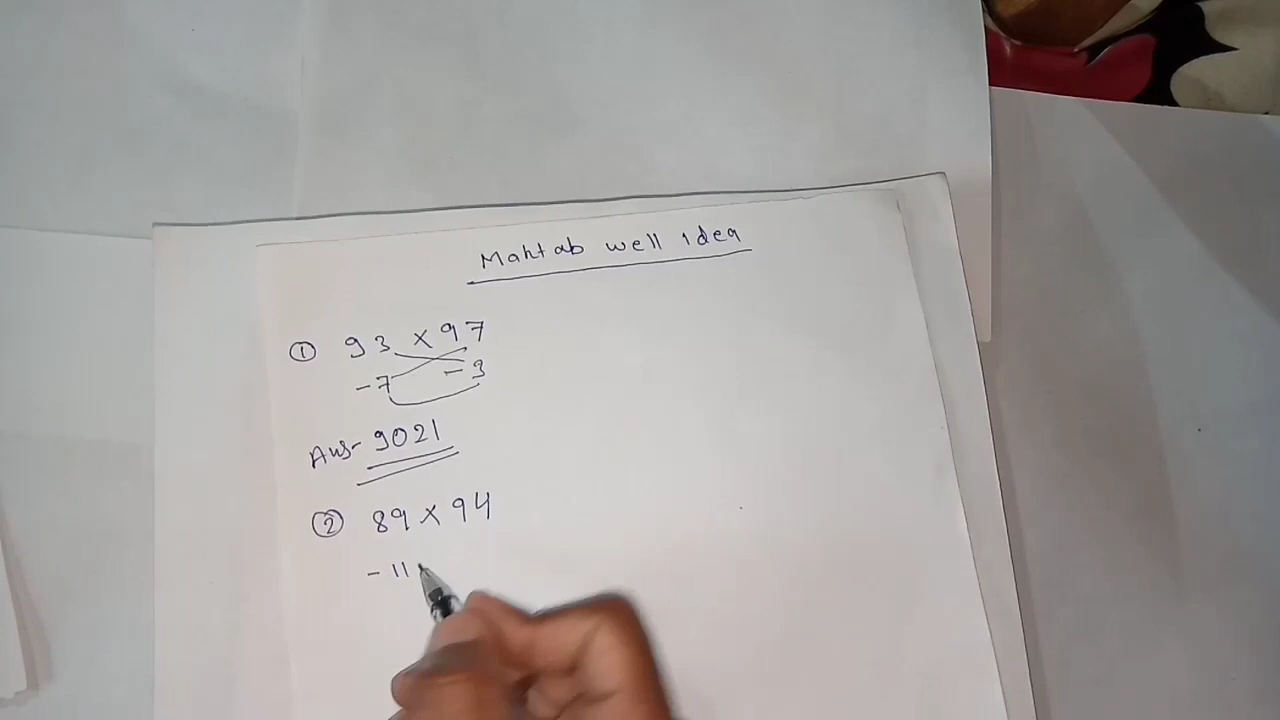 Mahtab well idea
① 93 × 97
-7 -3
Ans- 9021
② 89 × 94
- 11